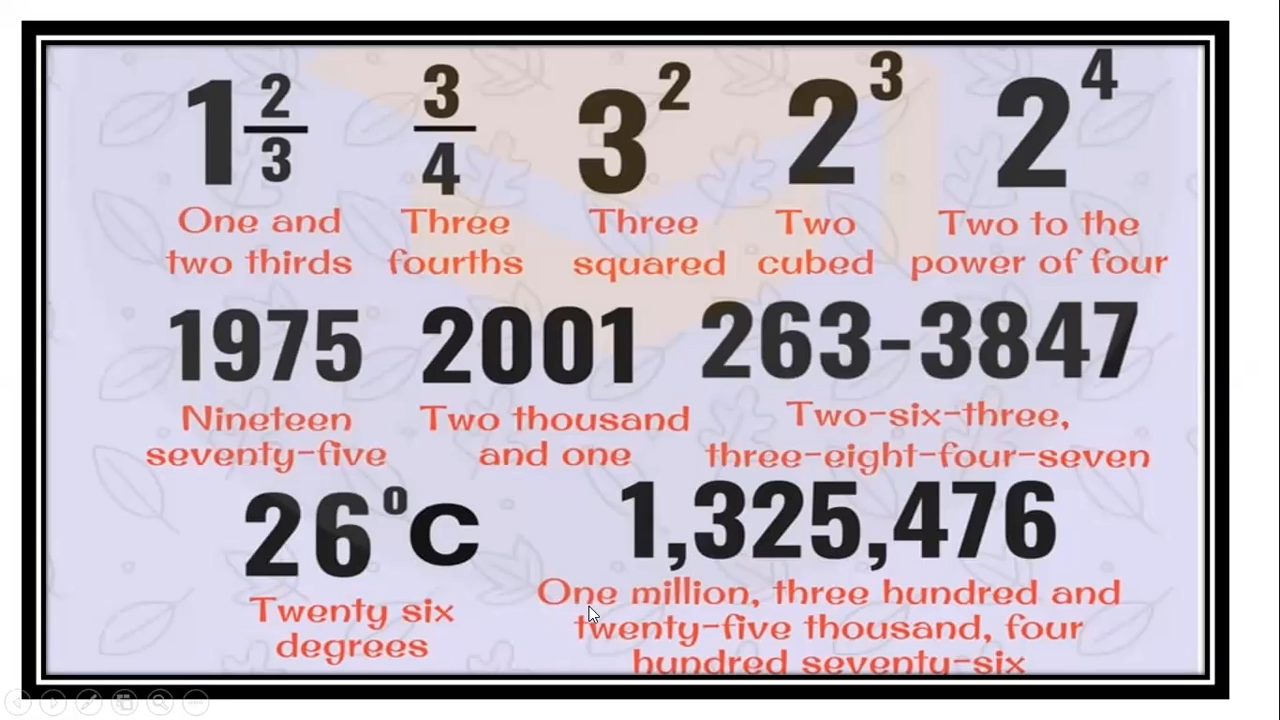 1 2/3 3/4 3² 2³ 2⁴
One and Three Three Two Two to the
two thirds fourths squared cubed power of four
1975 2001 263-3847
Nineteen Two thousand Two-six-three,
seventy-five and one three-eight-four-seven
26°C 1,325,476
Twenty six One million, three hundred and
degrees twenty-five thousand, four
hundred seventy-six